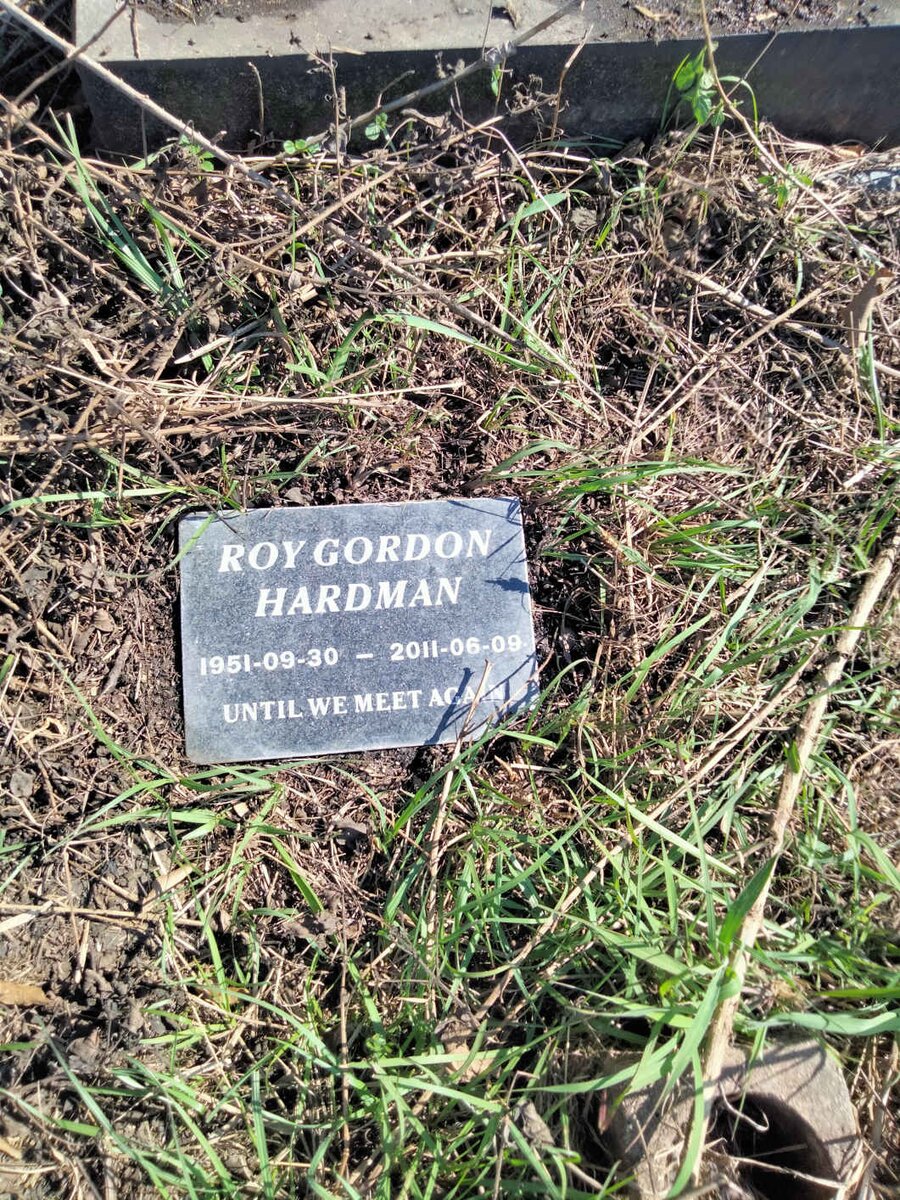 ROY GORDON
HARDMAN
1951-09-30 – 2011-06-09
UNTIL WE MEET AGAIN